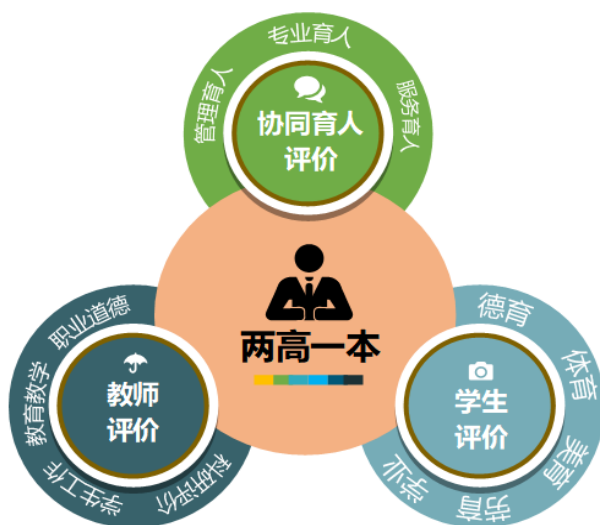 管理育人
专业育人
服务育人
协同育人
评价
两高一本
职业道德
教育教学
学生工作
科研评价
教师
评价
德育
体育
美育
劳育
学业
学生
评价